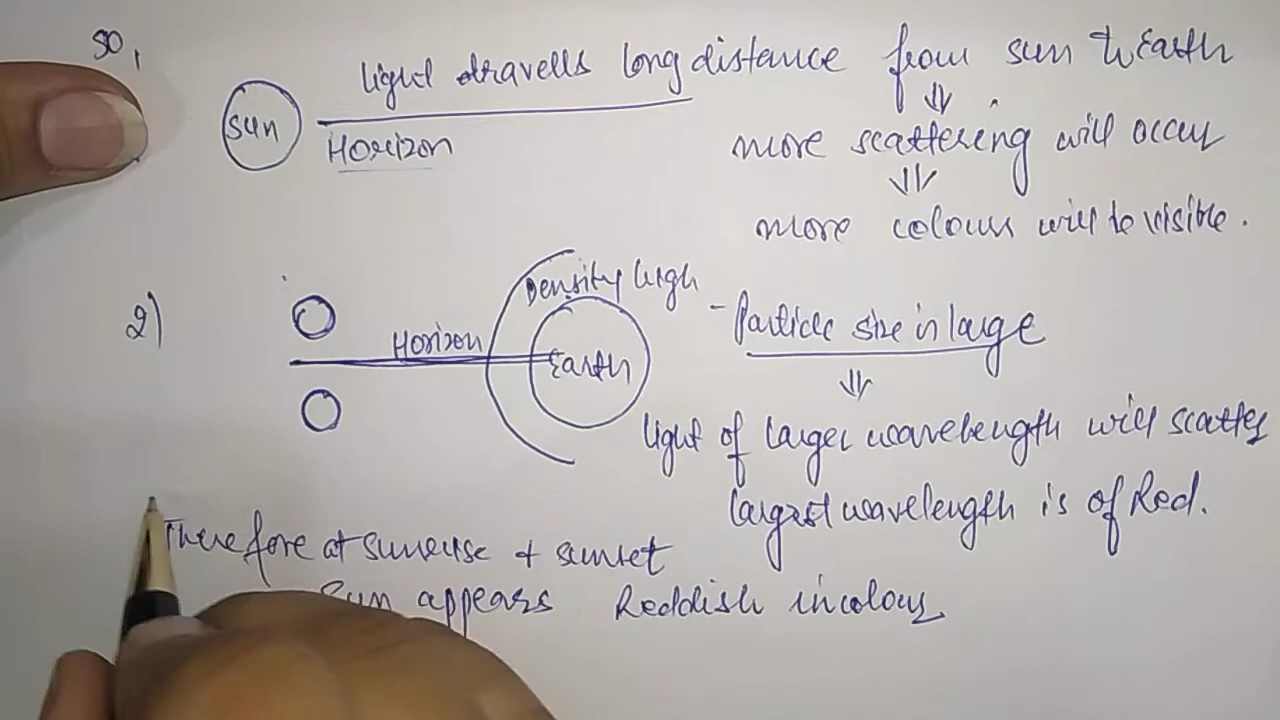 so,
light travells long distance from sun to Earth
sun
Horizon
more scattering will occur
more colours will be visible.
2)
Density high
Horizon
Earth
- Particle size is large
light of larger wavelength will scatter
largest wavelength is of Red.
Therefore at sunrise + sunset
Sun appears Reddish in colour